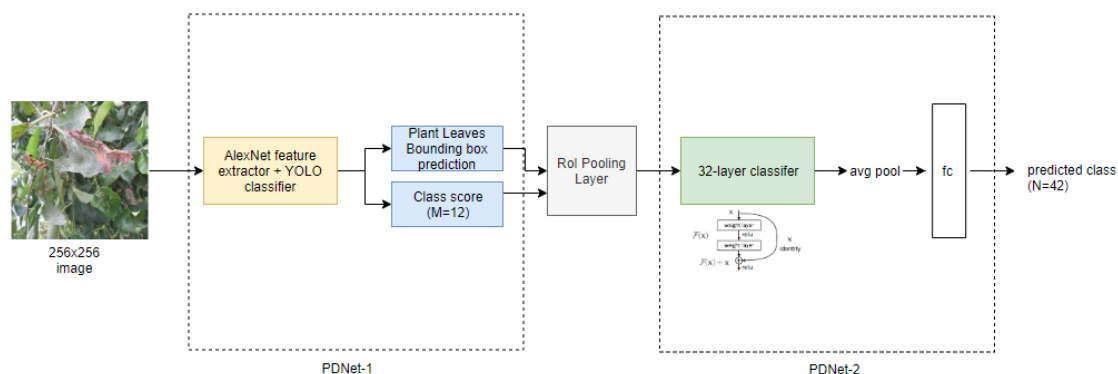 256x256
image
AlexNet feature
extractor + YOLO
classifier
Plant Leaves
Bounding box
prediction
Class score
(M=12)
PDNet-1
RoI Pooling
Layer
32-layer classifer
x
weight layer
F(x)
relu
weight layer
x
identity
F(x) + x
relu
avg pool
fc
PDNet-2
predicted class
(N=42)